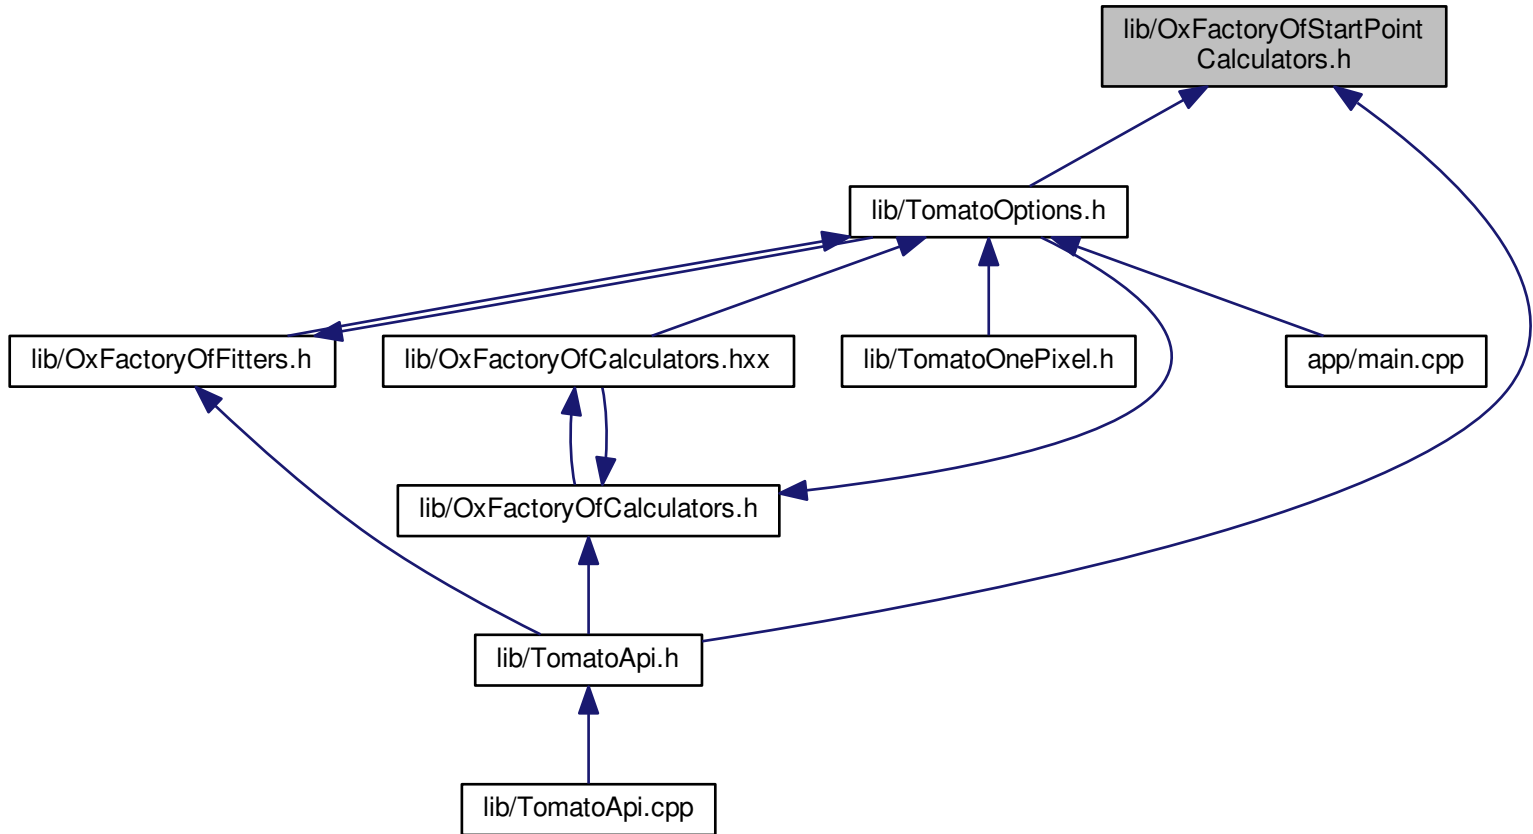 lib/OxFactoryOfStartPoint
Calculators.h
lib/TomatoOptions.h
lib/OxFactoryOfFitters.h
lib/OxFactoryOfCalculators.hxx
lib/TomatoOnePixel.h
app/main.cpp
lib/OxFactoryOfCalculators.h
lib/TomatoApi.h
lib/TomatoApi.cpp